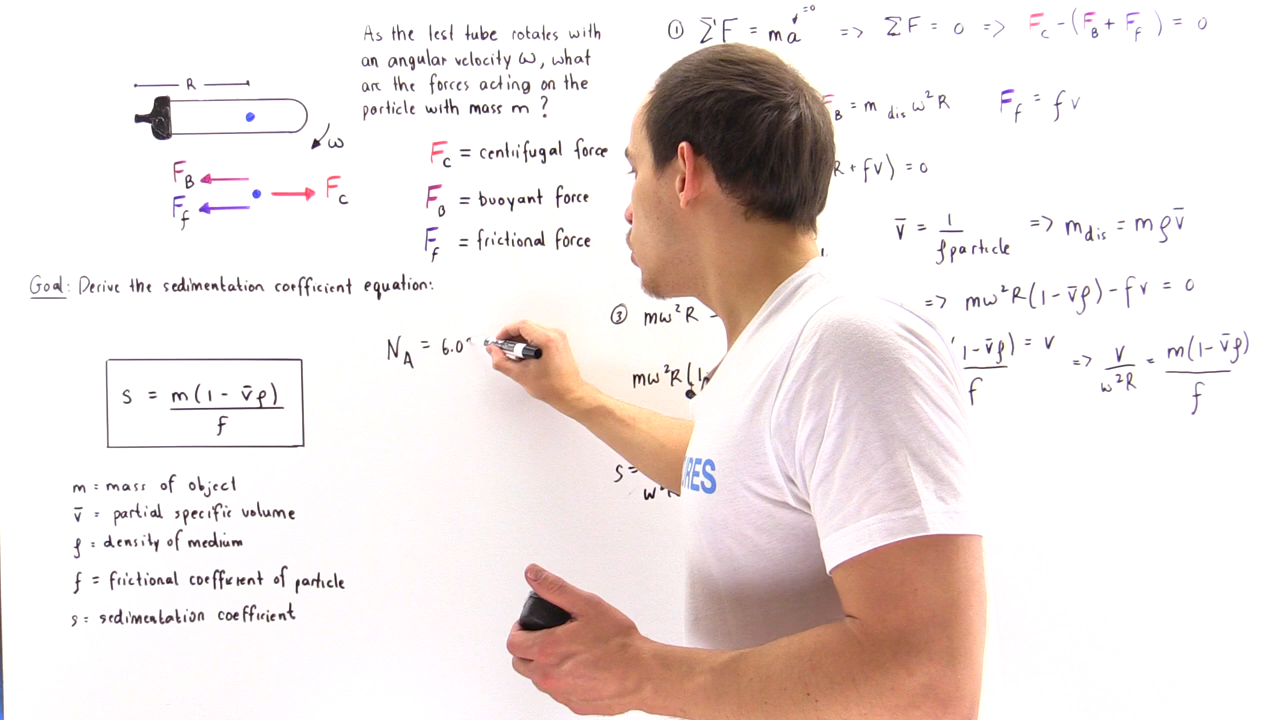 As the test tube rotates with
an angular velocity ω, what
are the forces acting on the
particle with mass m ?
R
ω
F_B
F_f
F_C
F_C = centrifugal force
F_B = buoyant force
F_f = frictional force
Goal: Derive the sedimentation coefficient equation:
s = m(1 - v̄ρ) / f
m = mass of object
v̄ = partial specific volume
ρ = density of medium
f = frictional coefficient of particle
s = sedimentation coefficient
N_A = 6.0
① ΣF = ma =0 => ΣF = 0 => F_C - (F_B + F_f) = 0
B = m_dis ω²R F_f = fv
R + fv) = 0
v̄ = 1 / ρparticle => m_dis = mρv̄
③ mω²R -
=> mω²R(1 - v̄ρ) - fv = 0
mω²R(1
1 - v̄ρ) / f = v => v / ω²R = m(1 - v̄ρ) / f
s =
ω²R
RES